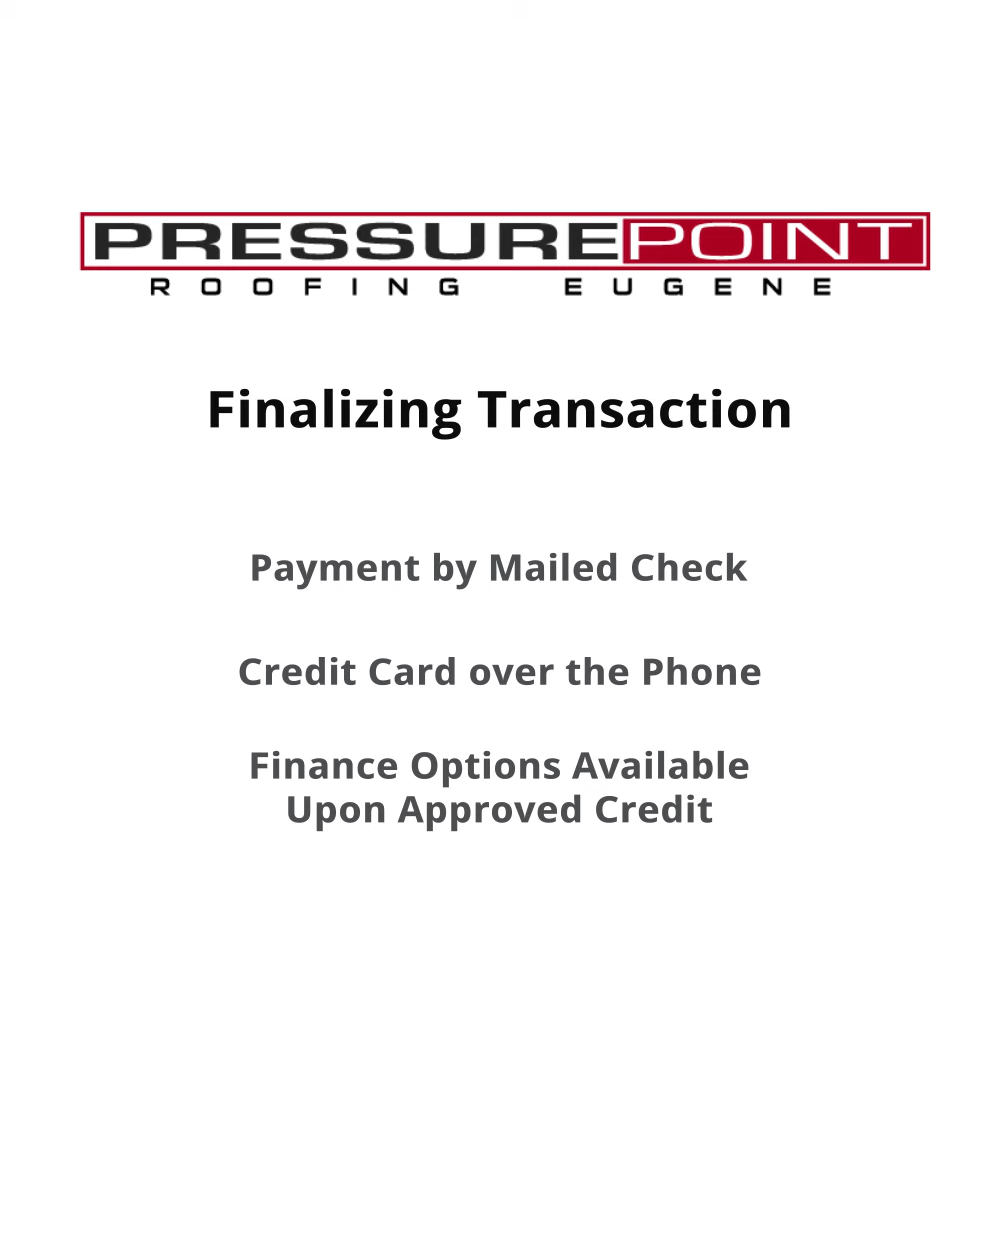 PRESSUREPOINT
ROOFING EUGENE
Finalizing Transaction
Payment by Mailed Check
Credit Card over the Phone
Finance Options Available
Upon Approved Credit